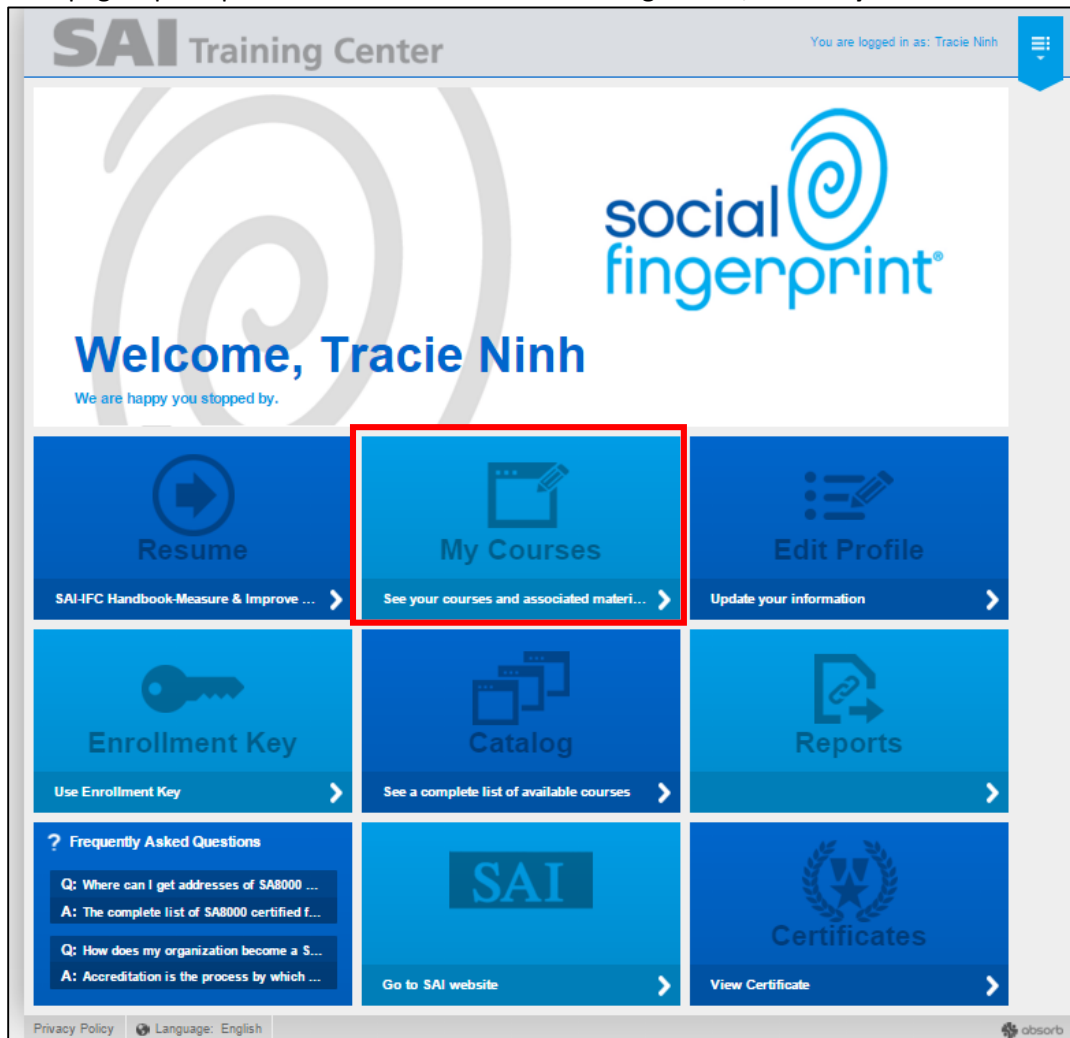 SAI Training Center
You are logged in as: Tracie Ninh
social
fingerprint®
Welcome, Tracie Ninh
We are happy you stopped by.
Resume
SAI-IFC Handbook-Measure & Improve ...
My Courses
See your courses and associated materi...
Edit Profile
Update your information
Enrollment Key
Use Enrollment Key
Catalog
See a complete list of available courses
Reports
? Frequently Asked Questions
Q: Where can I get addresses of SA8000 ...
A: The complete list of SA8000 certified f...
Q: How does my organization become a S...
A: Accreditation is the process by which ...
SAI
Go to SAI website
Certificates
View Certificate
Privacy Policy
Language: English
absorb